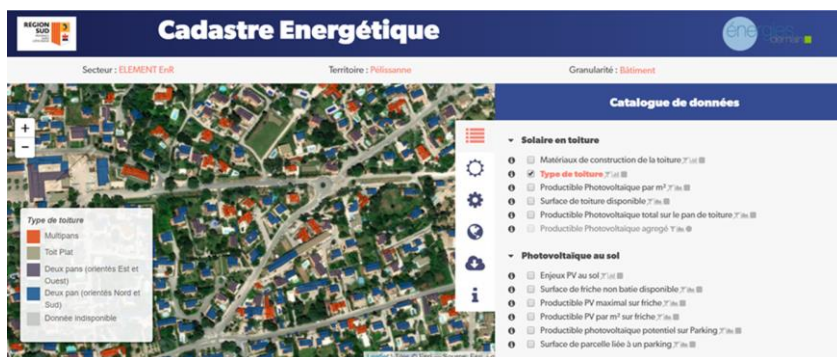 RÉGION
SUD
Cadastre Energétique
énergies
demain
Secteur : ELEMENT EnR
Territoire : Pélissanne
Granularité : Bâtiment
Catalogue de données
+
−
Type de toiture
Multipans
Toit Plat
Deux pans (orientés Est et
Ouest)
Deux pan (orientés Nord et
Sud)
Donnée indisponible
Solaire en toiture
Matériaux de construction de la toiture
Type de toiture
Productible Photovoltaïque par m²
Surface de toiture disponible
Productible Photovoltaïque total sur le pan de toiture
Productible Photovoltaïque agregé
Photovoltaïque au sol
Enjeux PV au sol
Surface de friche non batie disponible
Productible PV maximal sur friche
Productible PV par m² sur friche
Productible photovoltaïque potentiel sur Parking
Surface de parcelle liée à un parking